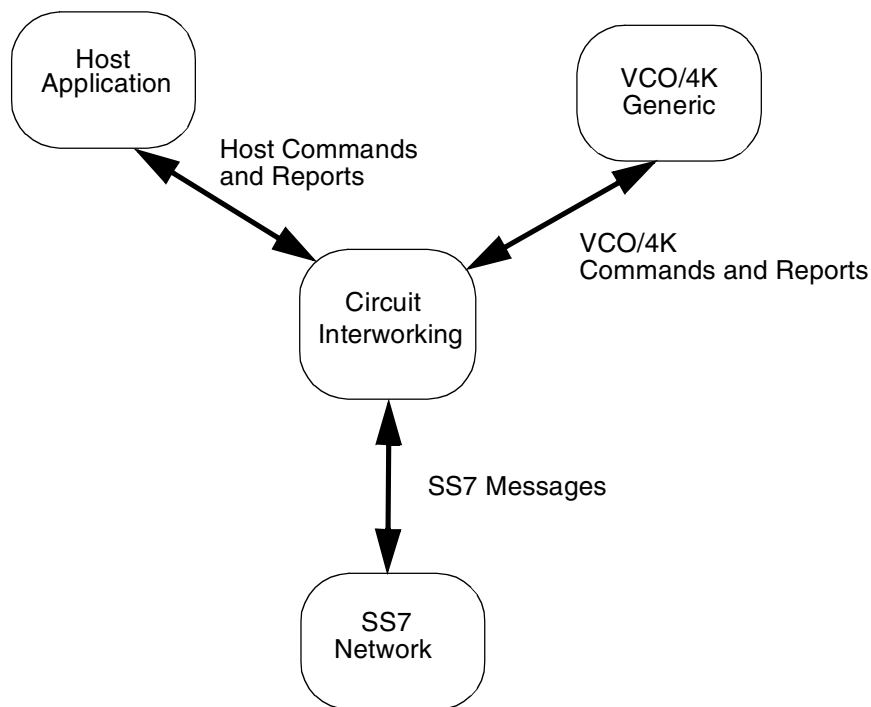 Host
Application
VCO/4K
Generic
Host Commands
and Reports
VCO/4K
Commands and Reports
Circuit
Interworking
SS7 Messages
SS7
Network